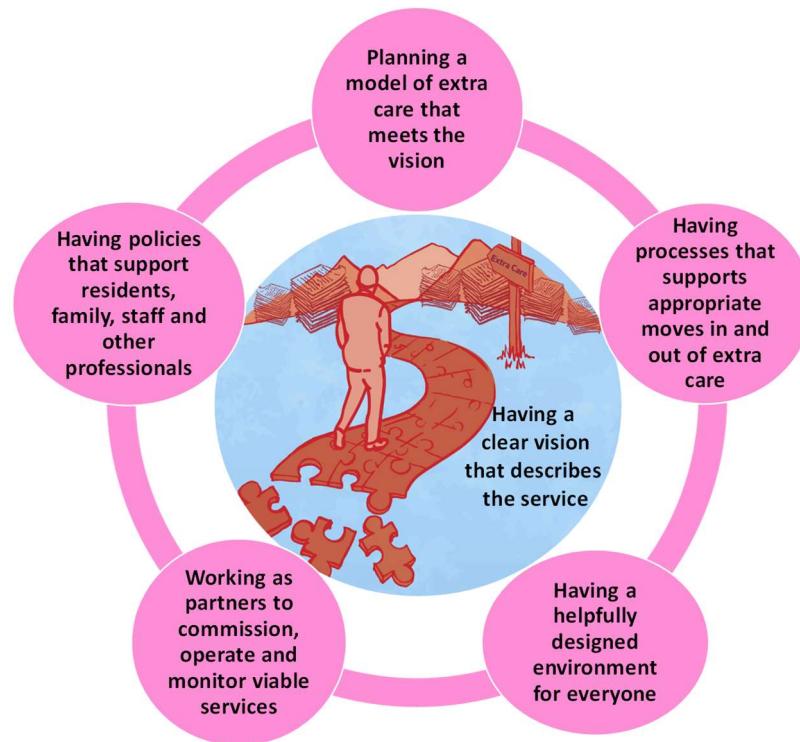 Planning a
model of extra
care that
meets the
vision
Having
processes that
supports
appropriate
moves in and
out of extra
care
Having a
helpfully
designed
environment
for everyone
Working as
partners to
commission,
operate and
monitor viable
services
Having policies
that support
residents,
family, staff and
other
professionals
Extra Care
Having a
clear vision
that describes
the service